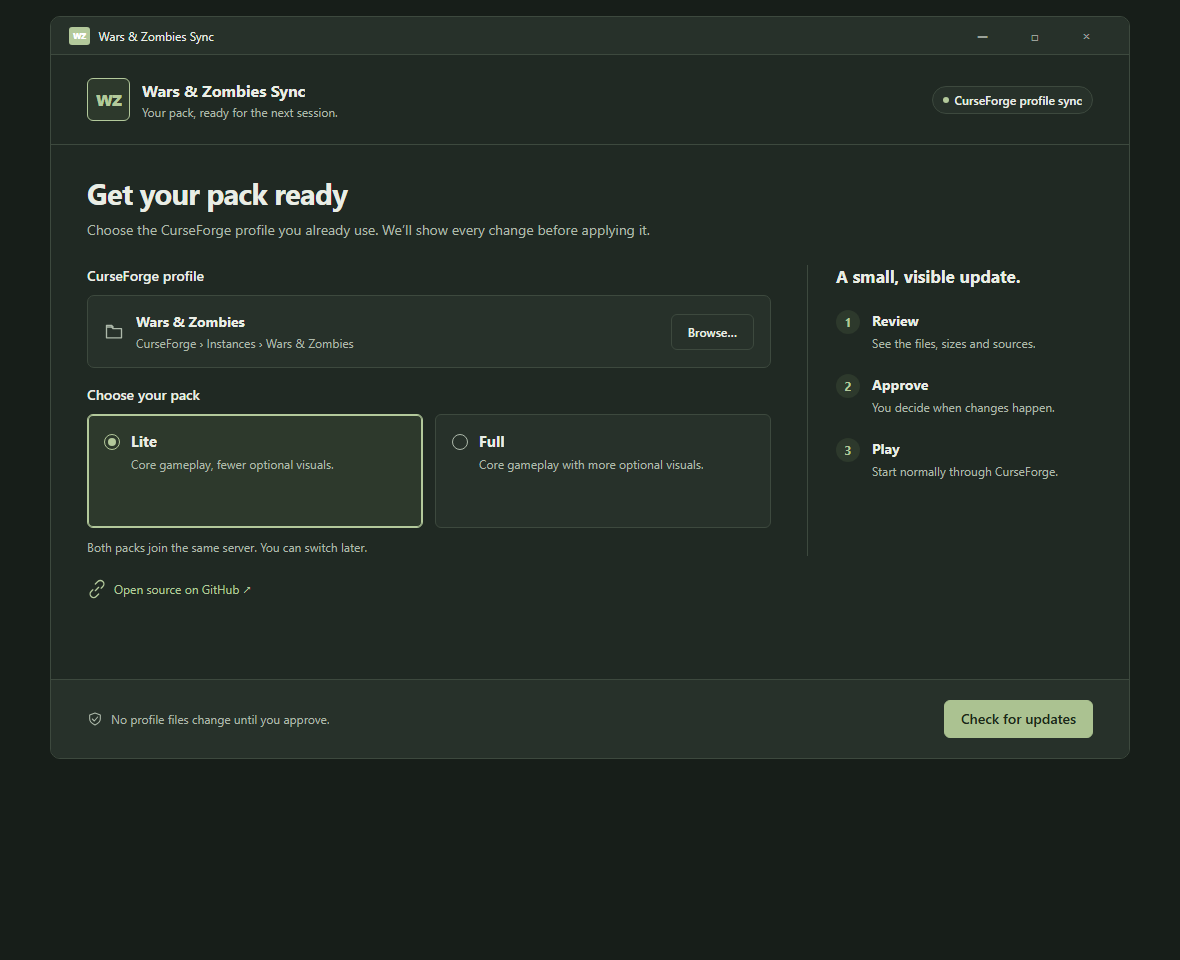 WZ Wars & Zombies Sync
WZ
Wars & Zombies Sync
Your pack, ready for the next session.
CurseForge profile sync
Get your pack ready
Choose the CurseForge profile you already use. We’ll show every change before applying it.
CurseForge profile
Wars & Zombies
CurseForge › Instances › Wars & Zombies
Browse...
Choose your pack
Lite
Core gameplay, fewer optional visuals.
Full
Core gameplay with more optional visuals.
Both packs join the same server. You can switch later.
Open source on GitHub ↗
A small, visible update.
1 Review
See the files, sizes and sources.
2 Approve
You decide when changes happen.
3 Play
Start normally through CurseForge.
No profile files change until you approve.
Check for updates